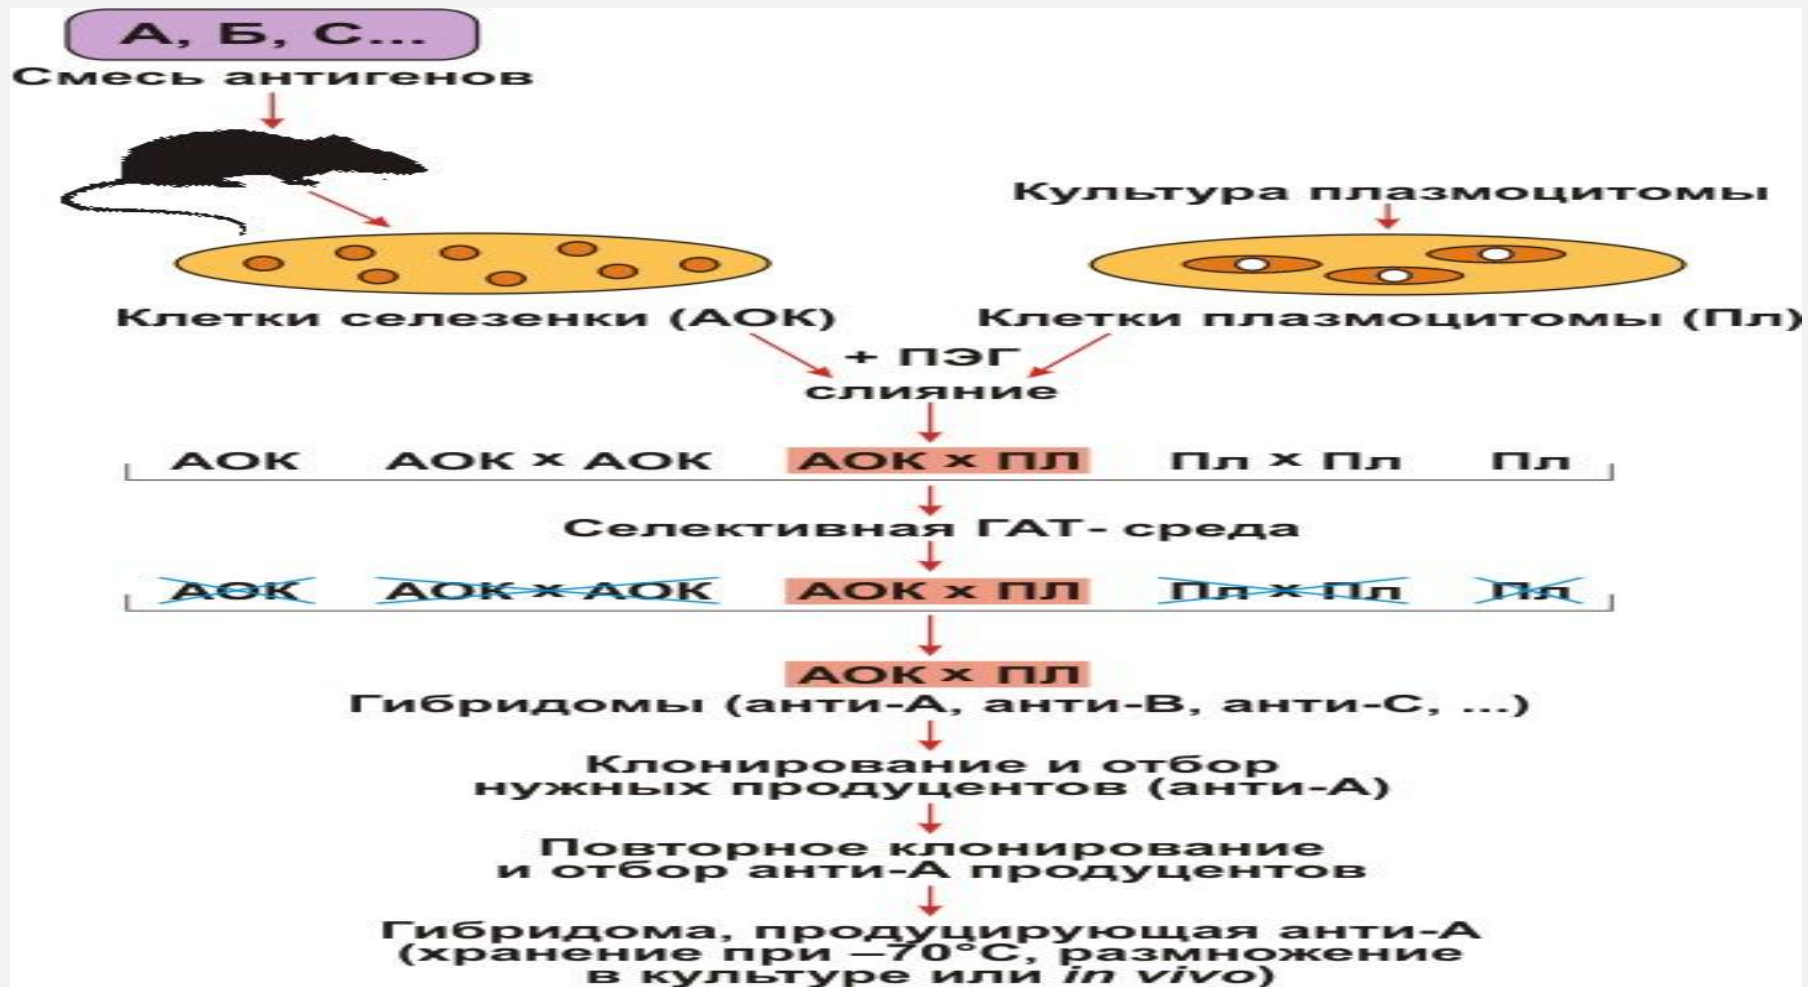 А, Б, С...
Смесь антигенов
Культура плазмоцитомы
Клетки селезенки (АОК)
Клетки плазмоцитомы (Пл)
+ ПЭГ
слияние
АОК АОК х АОК АОК х ПЛ Пл х Пл Пл
Селективная ГАТ- среда
АОК АОК х АОК АОК х ПЛ Пл х Пл Пл
АОК х ПЛ
Гибридомы (анти-А, анти-В, анти-С, ...)
Клонирование и отбор
нужных продуцентов (анти-А)
Повторное клонирование
и отбор анти-А продуцентов
Гибридома, продуцирующая анти-А
(хранение при –70°С, размножение
в культуре или in vivo)